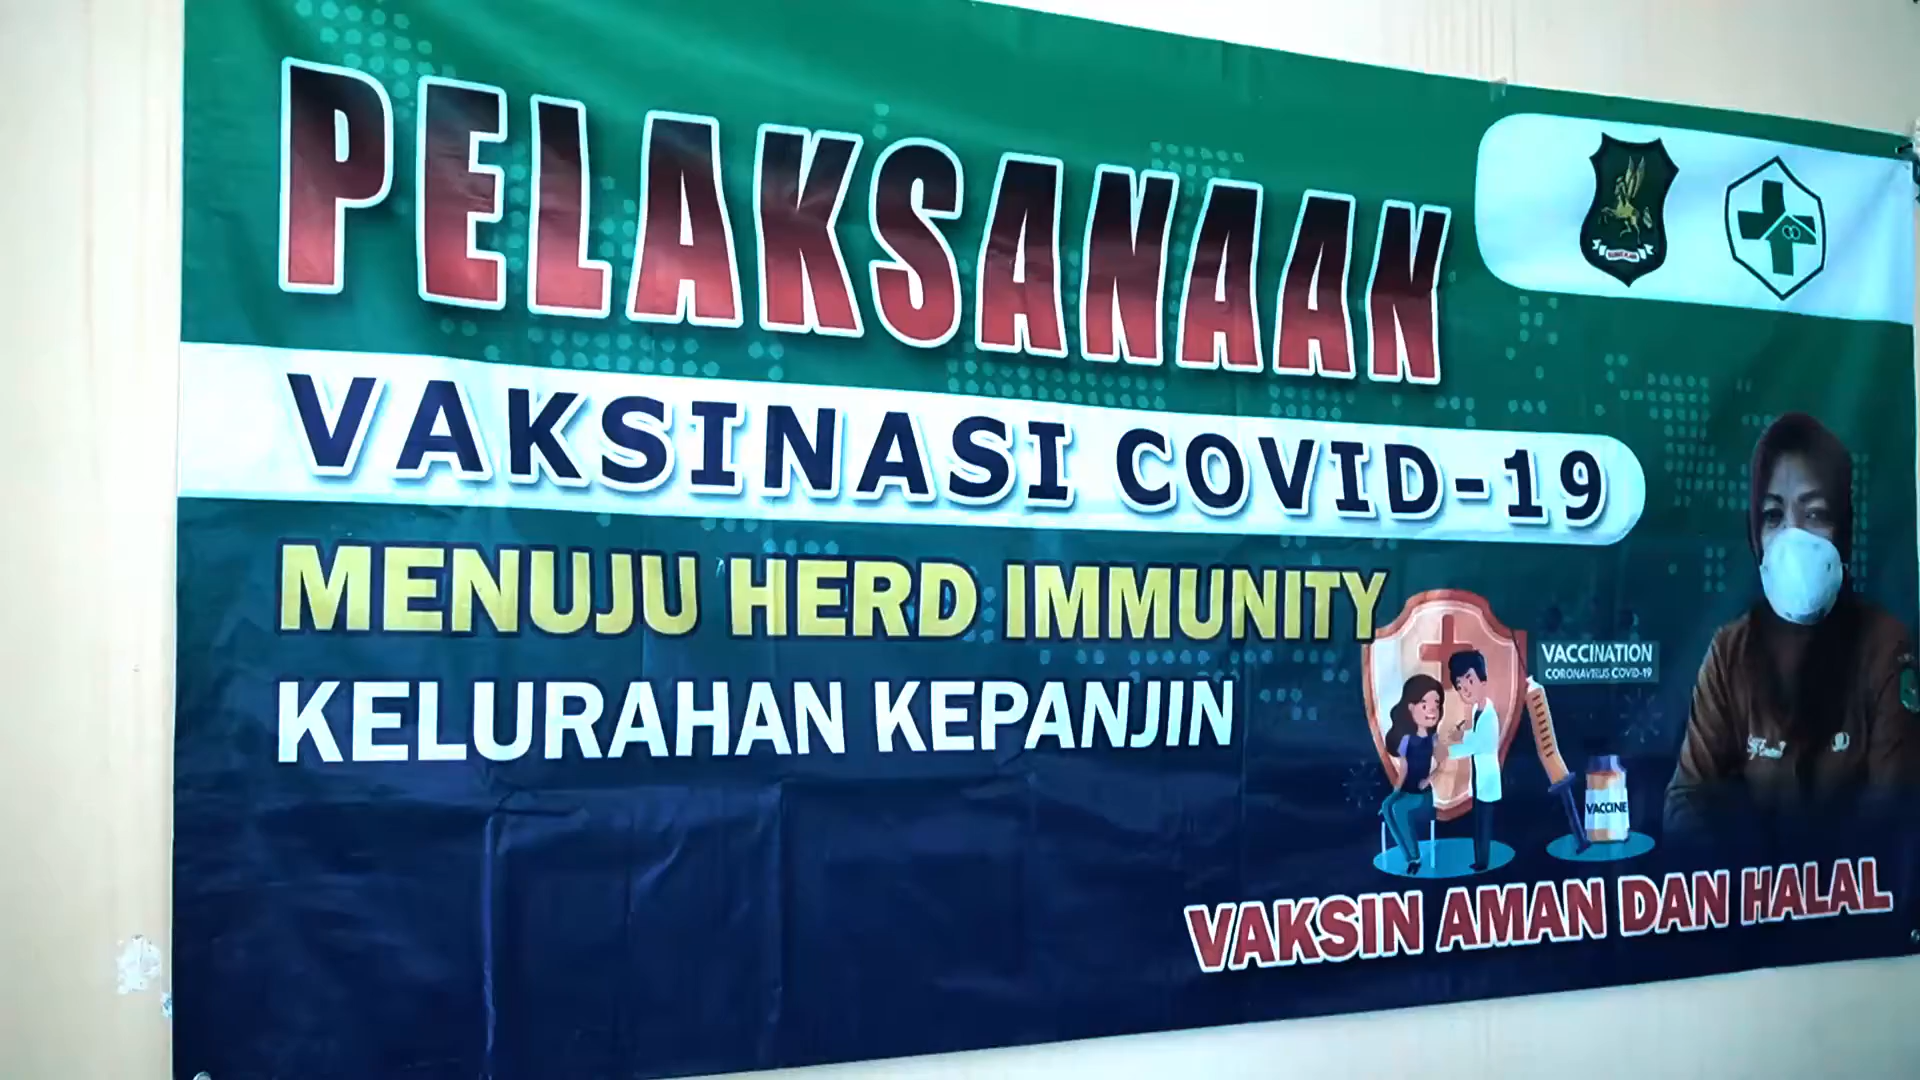 PELAKSANAAN
VAKSINASI COVID-19
MENUJU HERD IMMUNITY
KELURAHAN KEPANJIN
VACCINATION
CORONAVIRUS COVID-19
VACCINE
VAKSIN AMAN DAN HALAL